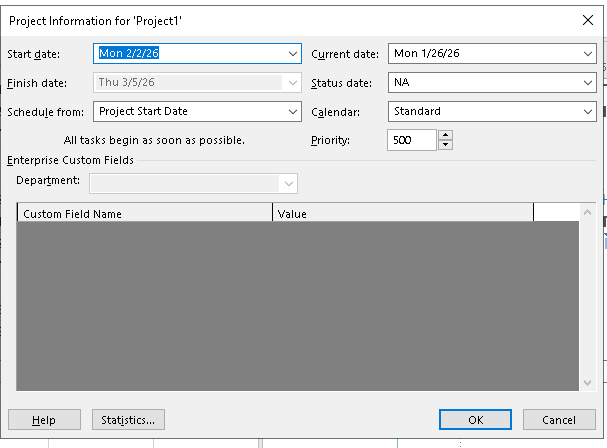 Project Information for 'Project1'
Start date: Mon 2/2/26 Current date: Mon 1/26/26
Finish date: Thu 3/5/26 Status date: NA
Schedule from: Project Start Date Calendar: Standard
All tasks begin as soon as possible. Priority: 500
Enterprise Custom Fields
Department:
Custom Field Name Value
Help Statistics... OK Cancel